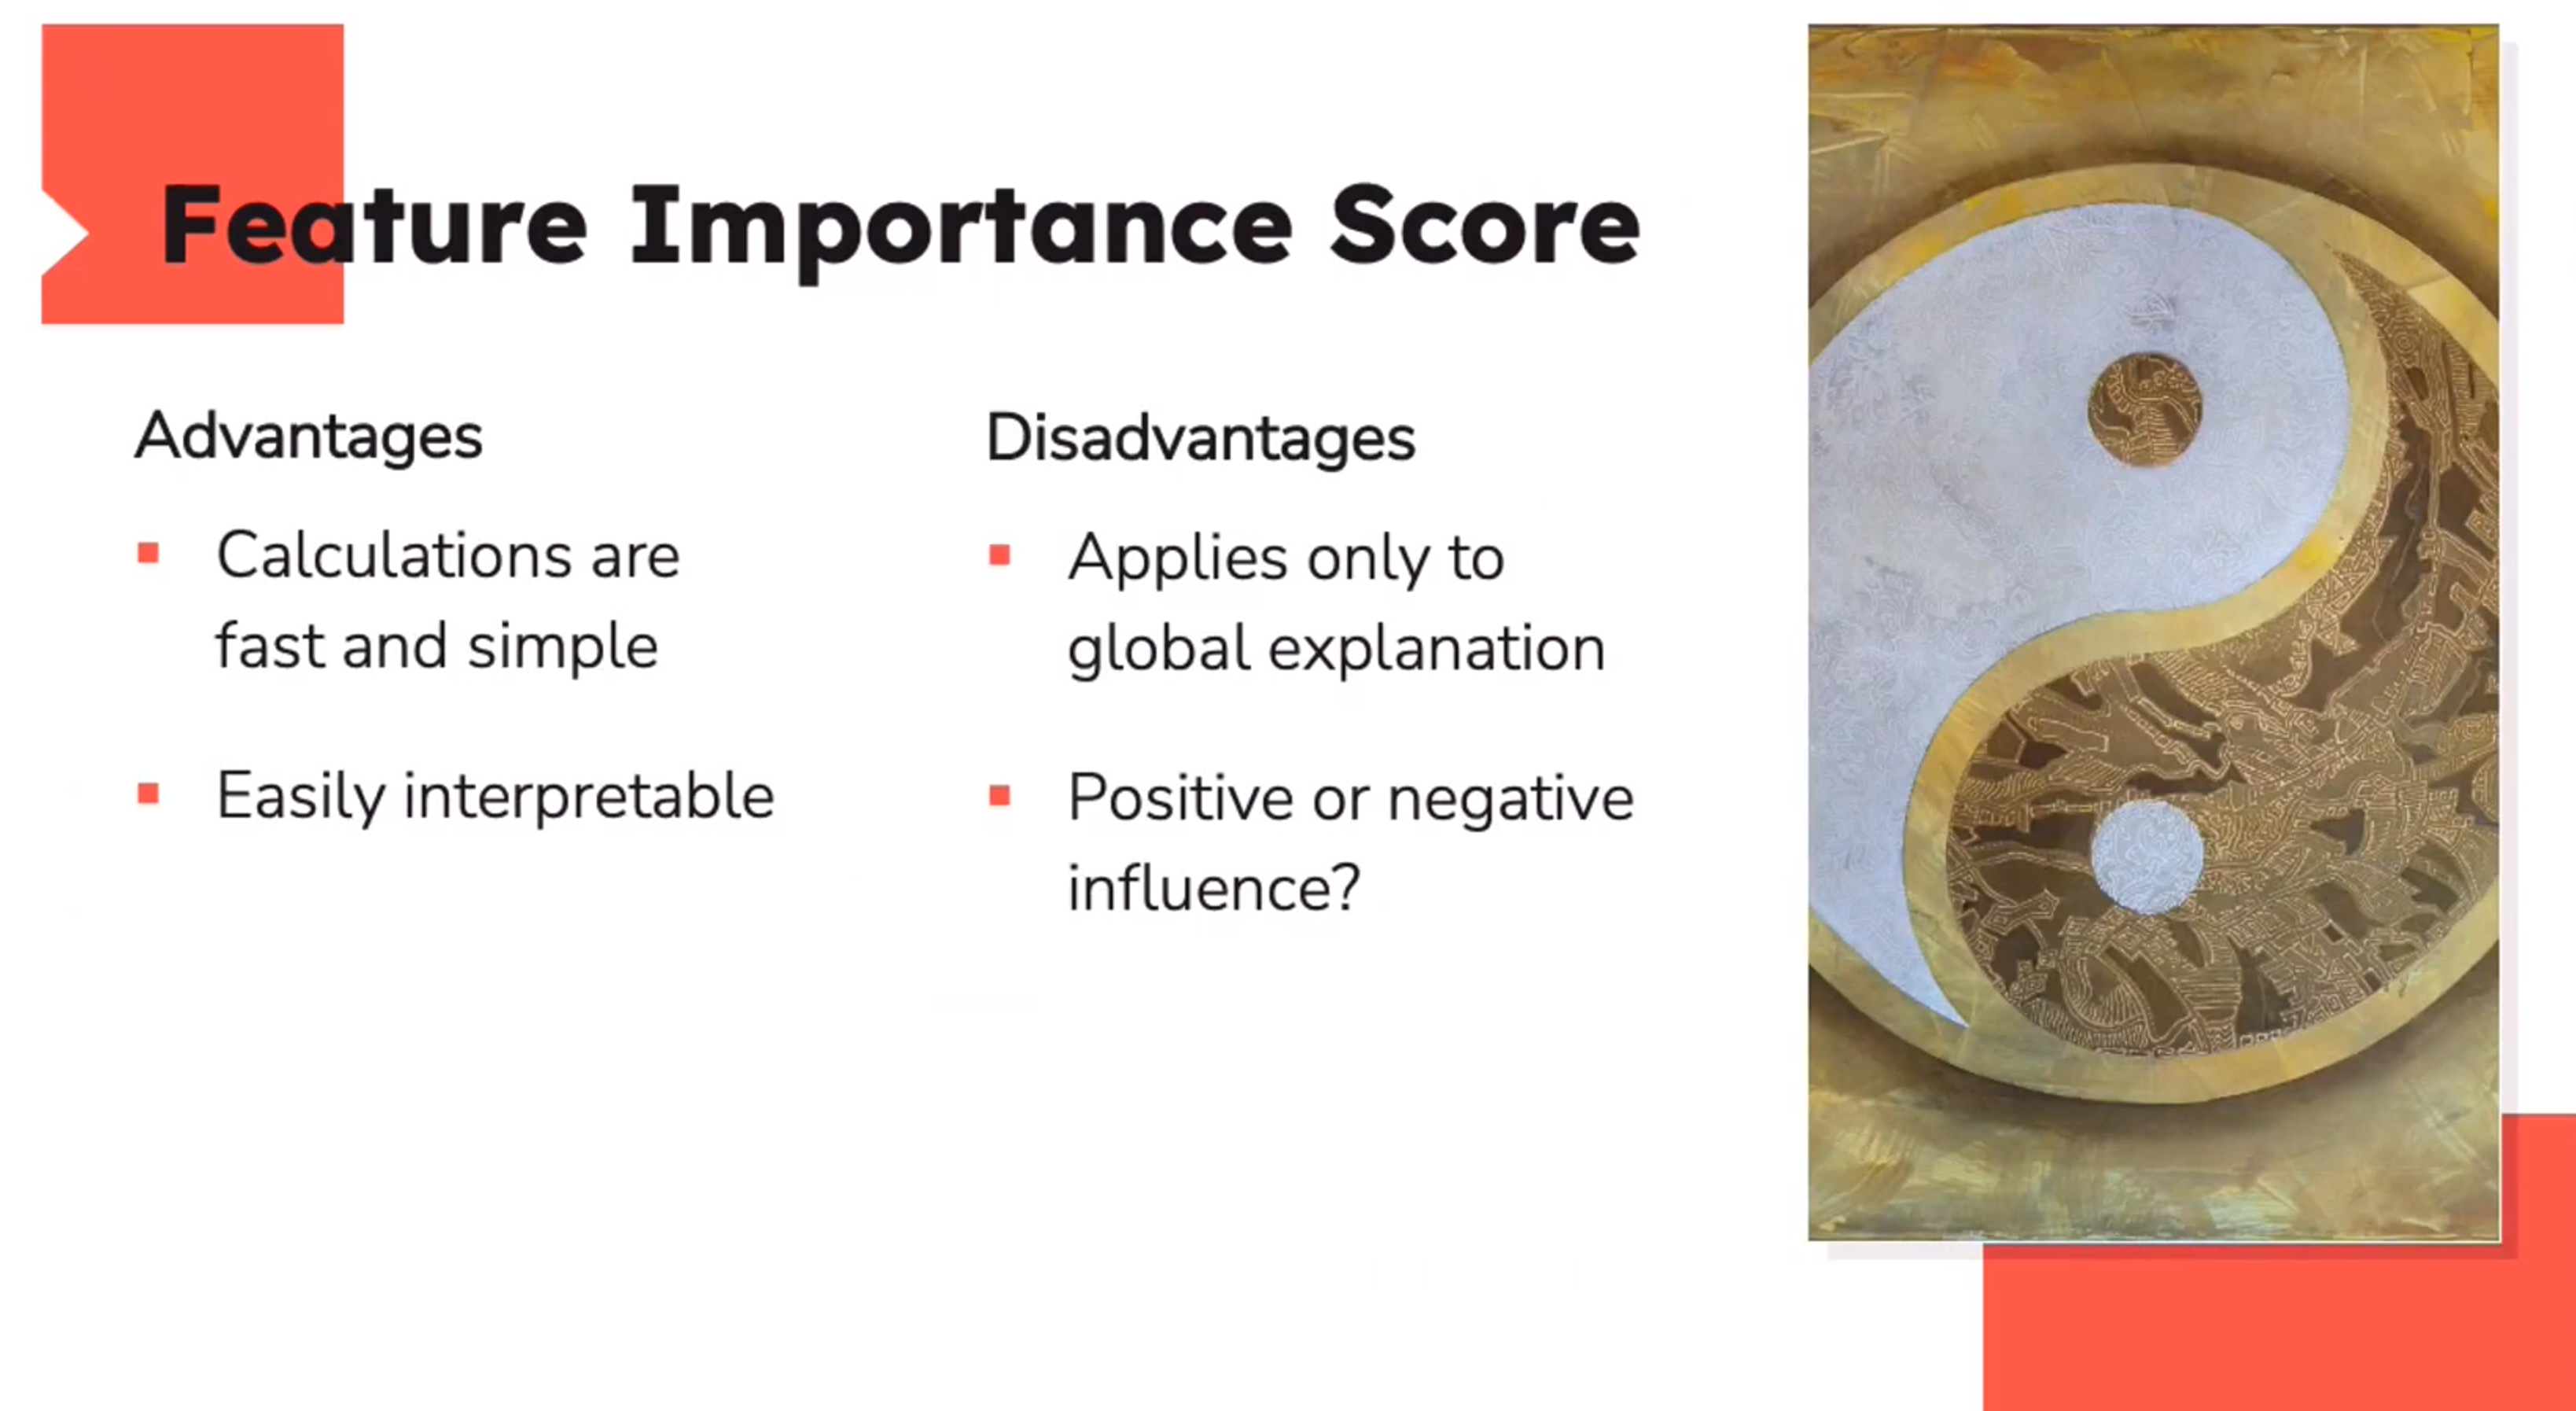 Feature Importance Score
Advantages
Calculations are
fast and simple
Easily interpretable
Disadvantages
Applies only to
global explanation
Positive or negative
influence?